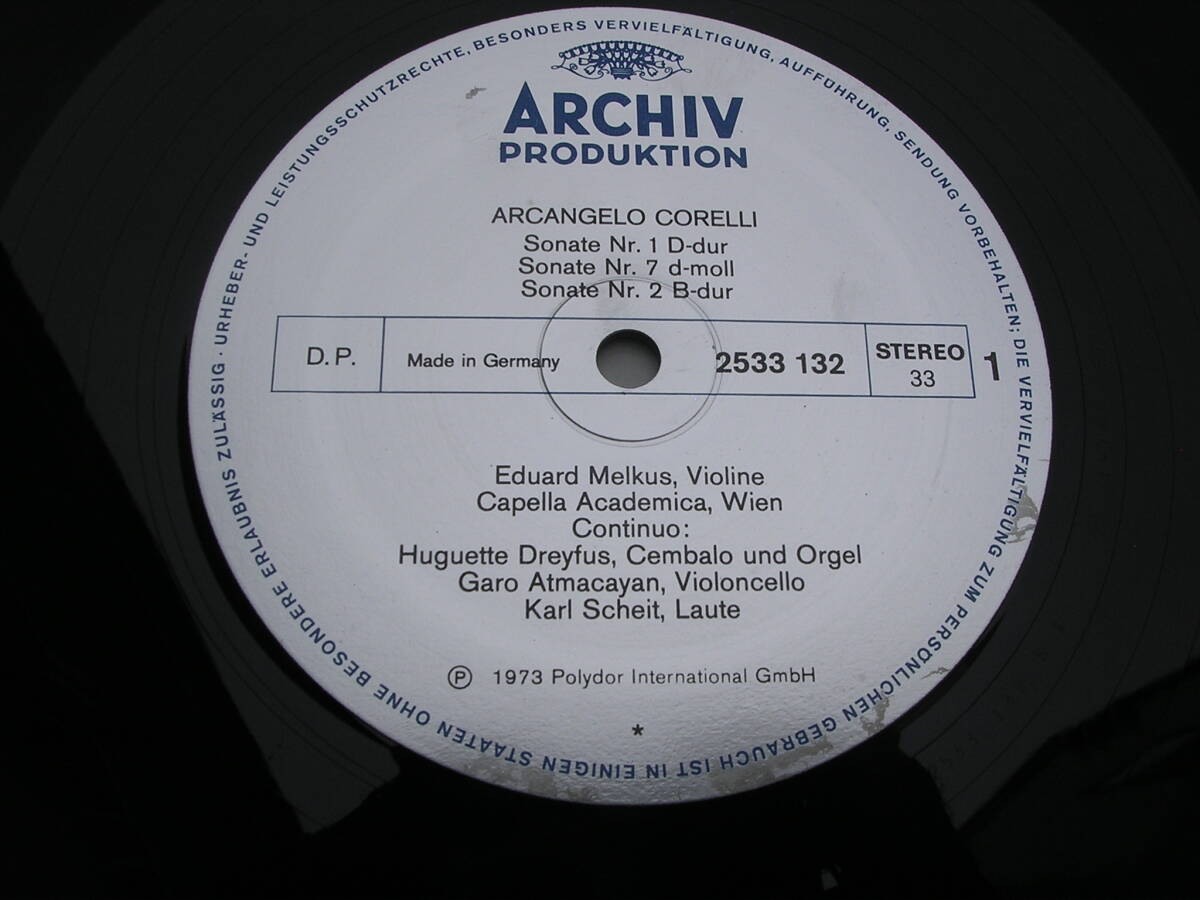 ARCHIV
PRODUKTION
ARCANGELO CORELLI
Sonate Nr. 1 D-dur
Sonate Nr. 7 d-moll
Sonate Nr. 2 B-dur
D.P.
Made in Germany
2533 132
STEREO
33
1
Eduard Melkus, Violine
Capella Academica, Wien
Continuo:
Huguette Dreyfus, Cembalo und Orgel
Garo Atmacayan, Violoncello
Karl Scheit, Laute
Ⓟ 1973 Polydor International GmbH
*
URHEBER- UND LEISTUNGSSCHUTZRECHTE, BESONDERS VERVIELFÄLTIGUNG, AUFFÜHRUNG, SENDUNG VORBEHALTEN; DIE VERVIELFÄLTIGUNG ZUM PERSÖNLICHEN GEBRAUCH IST IN EINIGEN STAATEN OHNE BESONDERE ERLAUBNIS ZULÄSSIG ·